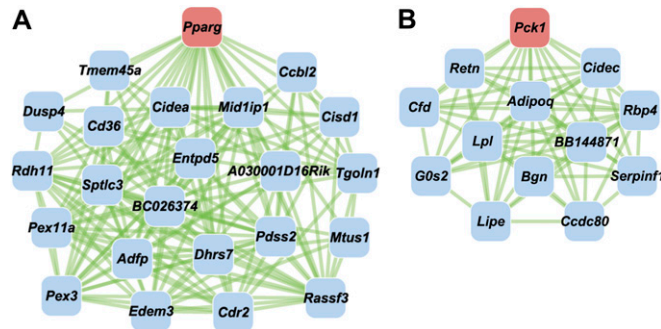 A
Pparg
Tmem45a
Ccbl2
Dusp4
Cidea
Mid1ip1
Cisd1
Cd36
Entpd5
Rdh11
Sptlc3
A030001D16Rik
Tgoln1
BC026374
Pex11a
Pdss2
Mtus1
Adfp
Dhrs7
Pex3
Edem3
Cdr2
Rassf3
B
Pck1
Retn
Cidec
Cfd
Adipoq
Rbp4
Lpl
BB144871
G0s2
Bgn
Serpinf1
Lipe
Ccdc80